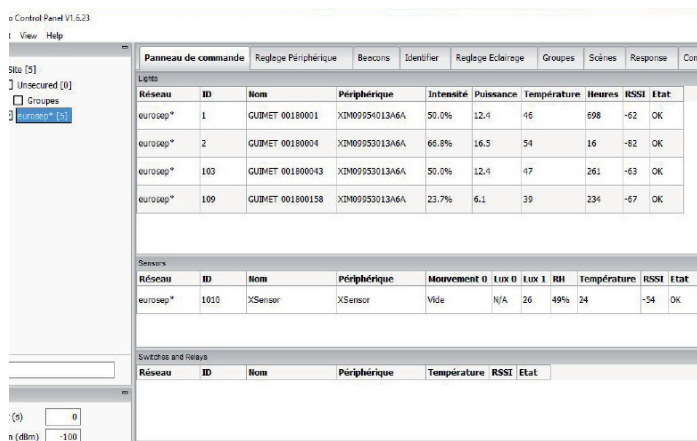 o Control Panel V1.6.23
View Help
Site [5]
Unsecured [0]
Groupes
eurosep* [5]
Panneau de commande Reglage Périphérique Beacons Identifier Reglage Eclairage Groupes Scènes Response
Lights
Réseau ID Nom Périphérique Intensité Puissance Température Heures RSSI Etat
eurosep* 1 GUIMET 00180001 XIM09954013A6A 50.0% 12.4 46 698 -62 OK
eurosep* 2 GUIMET 00180004 XIM09953013A6A 66.8% 16.5 54 16 -82 OK
eurosep* 103 GUIMET 001800043 XIM09953013A6A 50.0% 12.4 47 261 -63 OK
eurosep* 109 GUIMET 001800158 XIM09953013A6A 23.7% 6.1 39 234 -67 OK
Sensors
Réseau ID Nom Périphérique Mouvement 0 Lux 0 Lux 1 RH Température RSSI Etat
eurosep* 1010 XSensor XSensor Vide N/A 26 49% 24 -54 OK
Switches and Relays
Réseau ID Nom Périphérique Température RSSI Etat
(s) 0
(dBm) -100